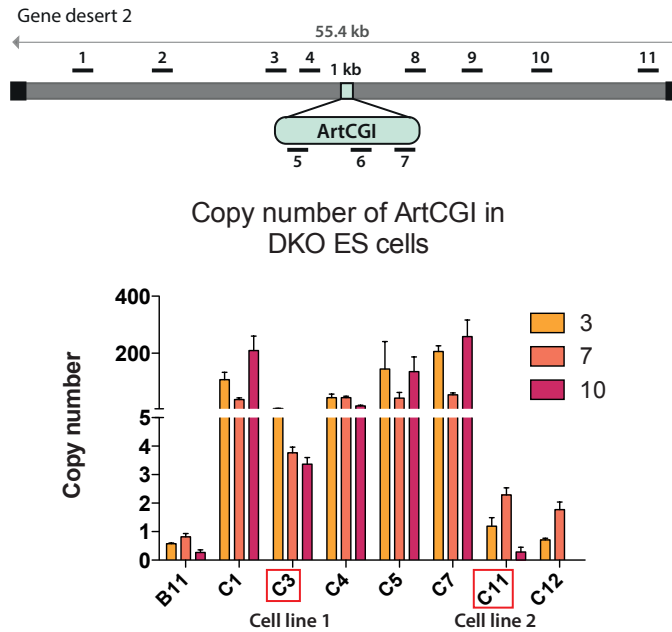 Gene desert 2
55.4 kb
1 2 3 4 1 kb 8 9 10 11
ArtCGI
5 6 7
Copy number of ArtCGI in
DKO ES cells
Copy number
400
200
5
4
3
2
1
0
3
7
10
B11 C1 C3 C4 C5 C7 C11 C12
Cell line 1 Cell line 2